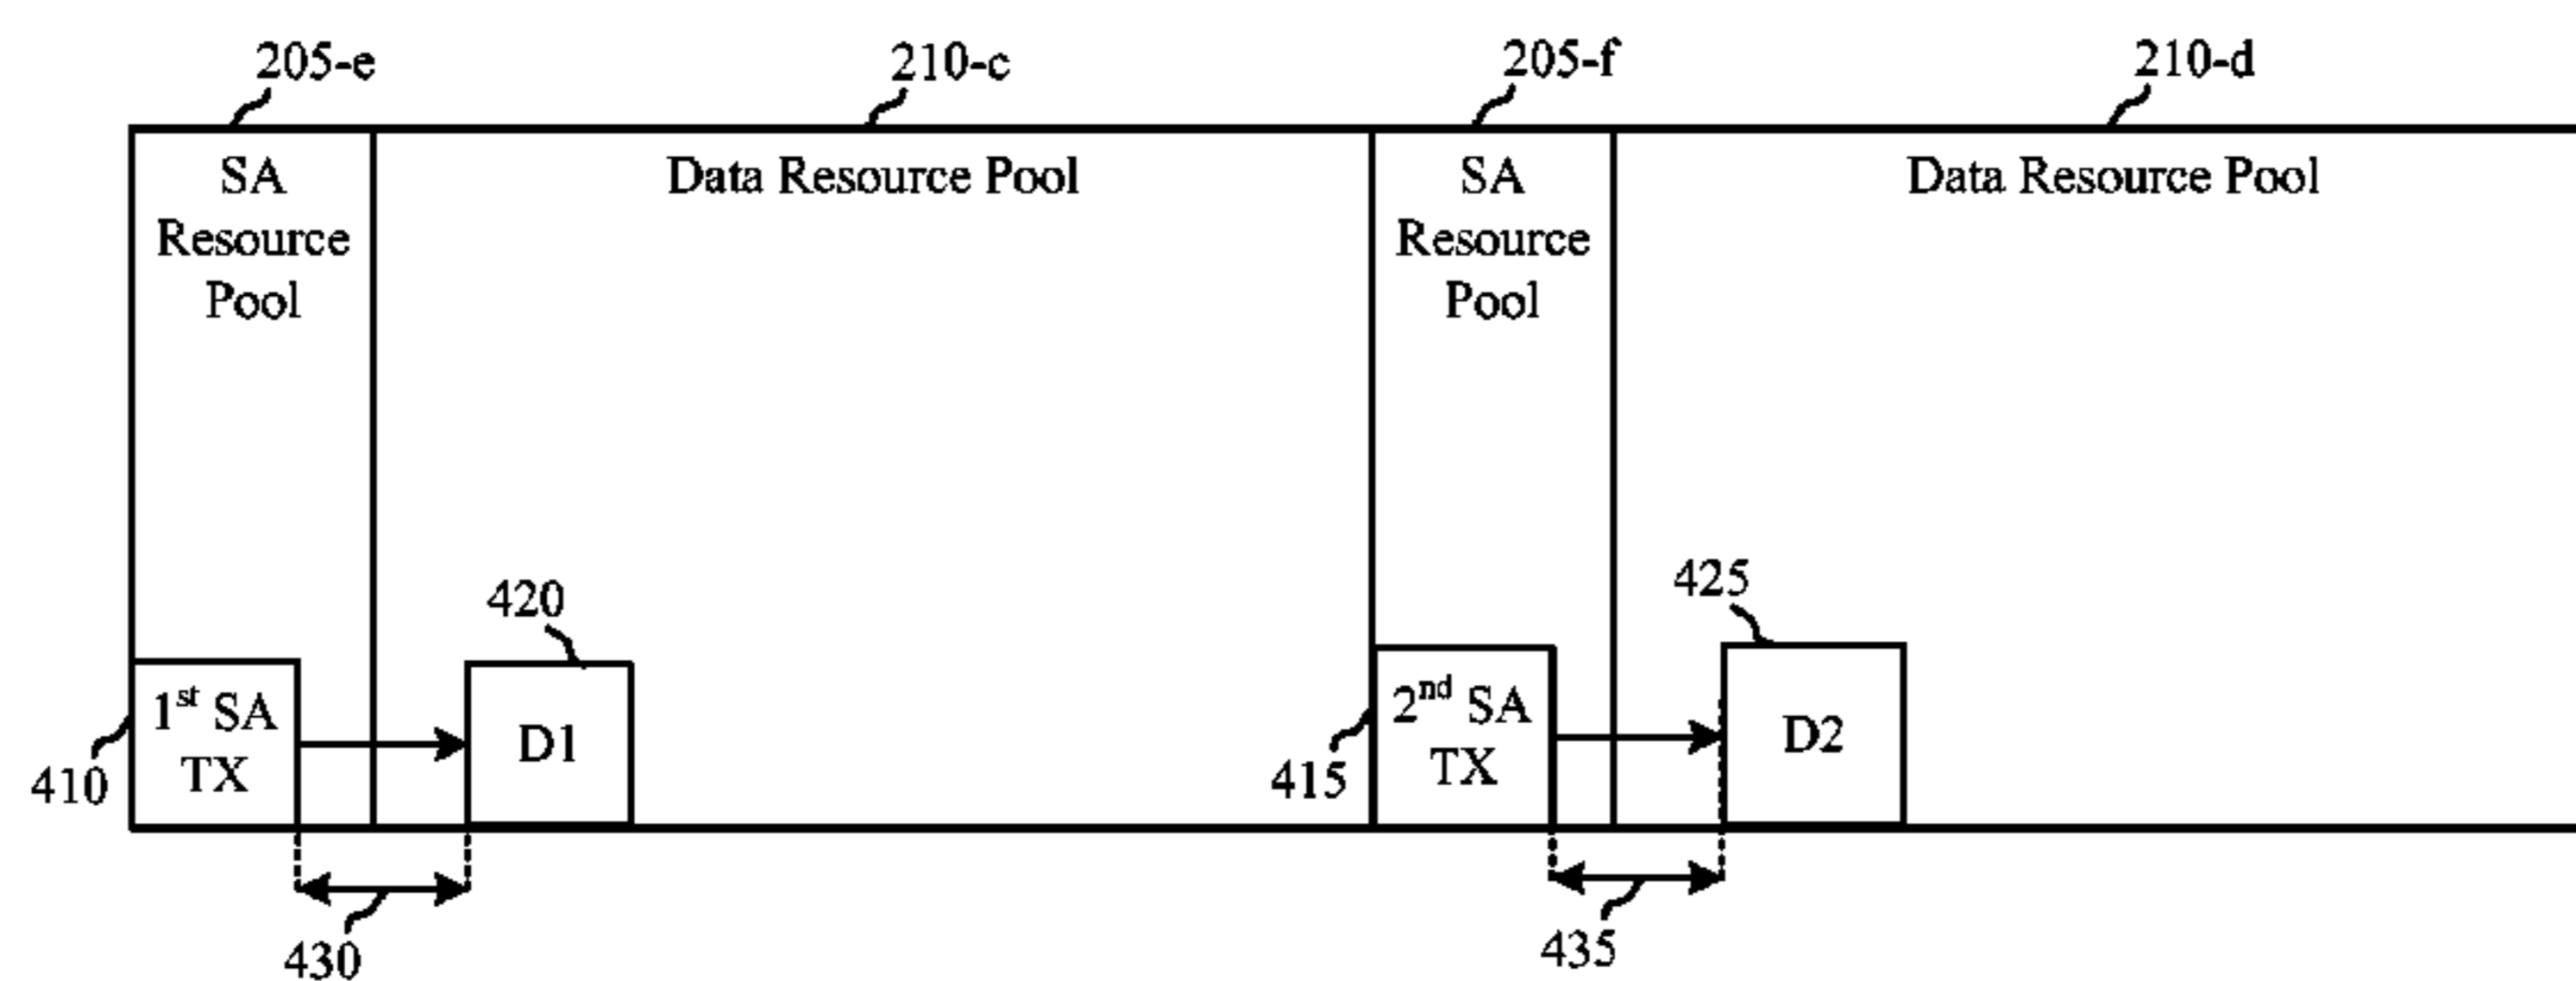 205-e
210-c
205-f
210-d
SA
Resource
Pool
Data Resource Pool
SA
Resource
Pool
Data Resource Pool
420
425
1st SA
TX
D1
2nd SA
TX
D2
410
415
430
435